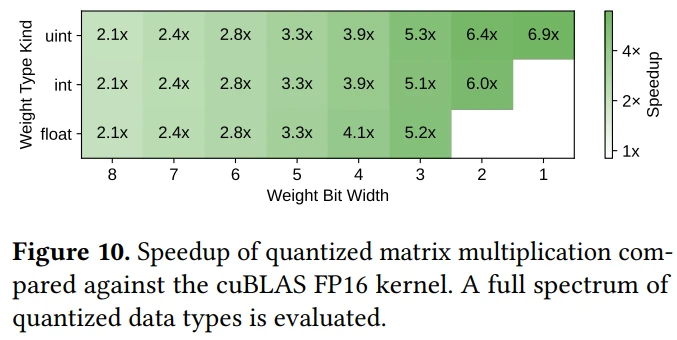 Weight Type Kind
uint 2.1x 2.4x 2.8x 3.3x 3.9x 5.3x 6.4x 6.9x
int 2.1x 2.4x 2.8x 3.3x 3.9x 5.1x 6.0x
float 2.1x 2.4x 2.8x 3.3x 4.1x 5.2x
8 7 6 5 4 3 2 1
Weight Bit Width
4×
2×
1x
Speedup
Figure 10. Speedup of quantized matrix multiplication com-
pared against the cuBLAS FP16 kernel. A full spectrum of
quantized data types is evaluated.